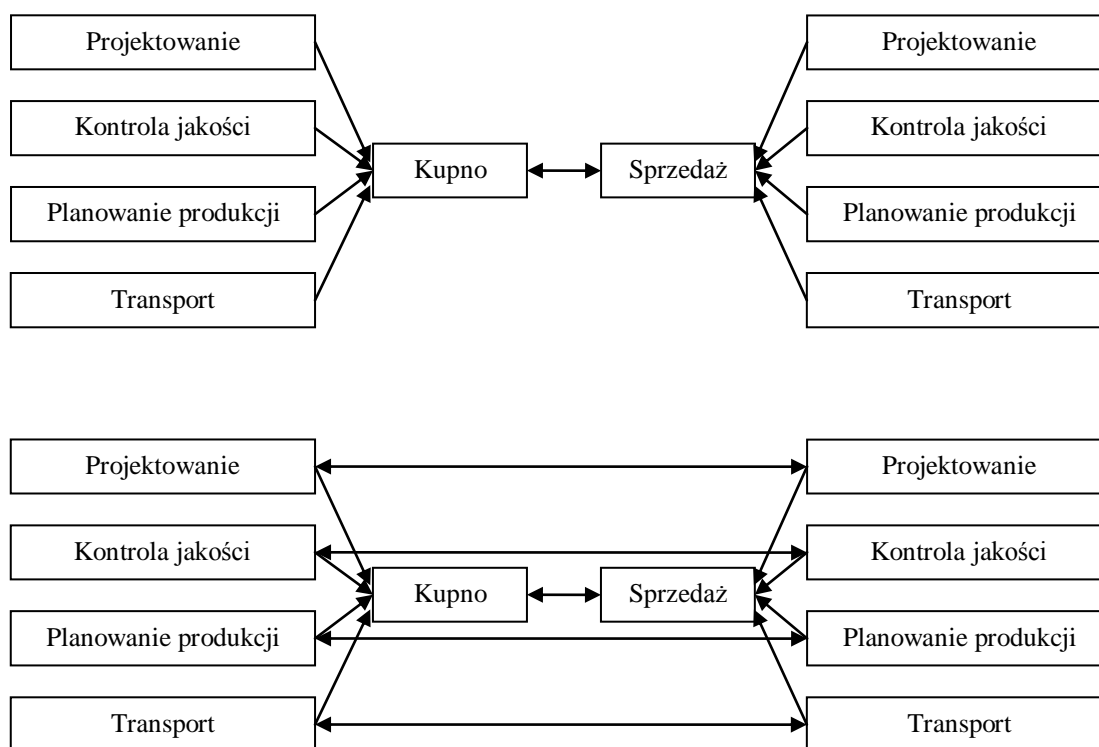 Projektowanie
Projektowanie
Kontrola jakości
Kontrola jakości
Kupno
Sprzedaż
Planowanie produkcji
Planowanie produkcji
Transport
Transport
Projektowanie
Projektowanie
Kontrola jakości
Kontrola jakości
Kupno
Sprzedaż
Planowanie produkcji
Planowanie produkcji
Transport
Transport